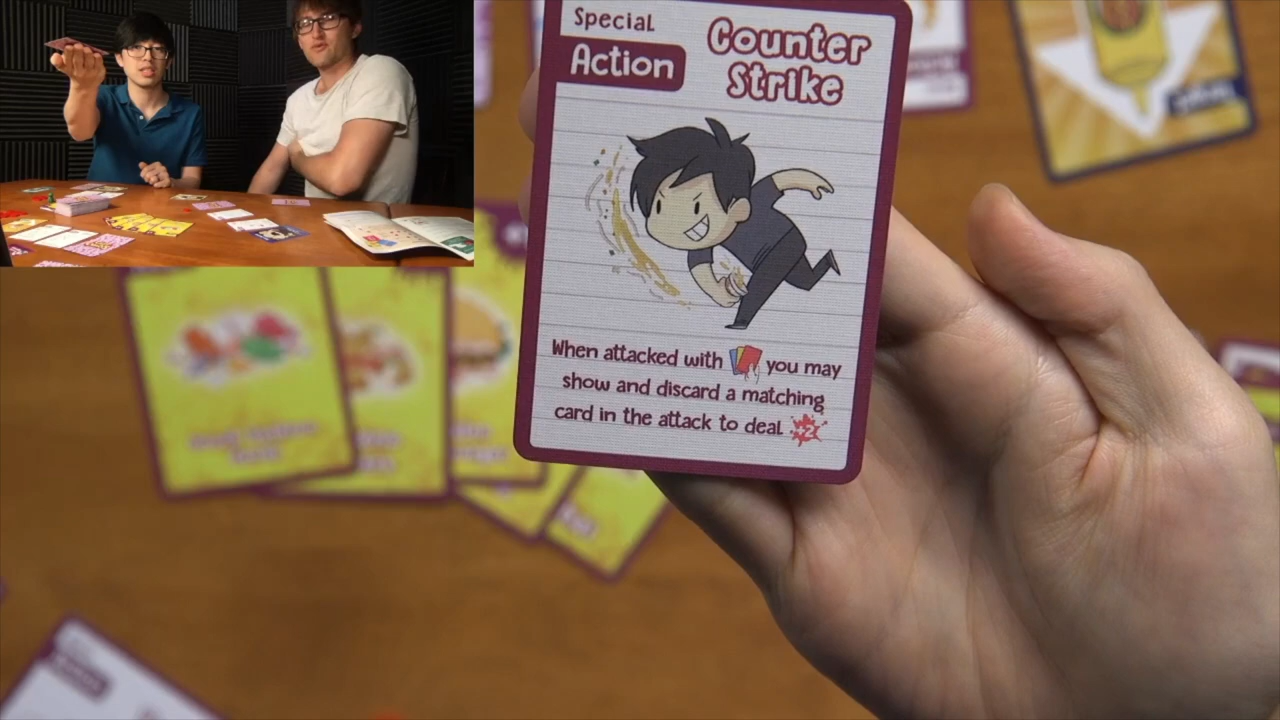 Special
Action
Counter
Strike
When attacked with you may
show and discard a matching
card in the attack to deal +2